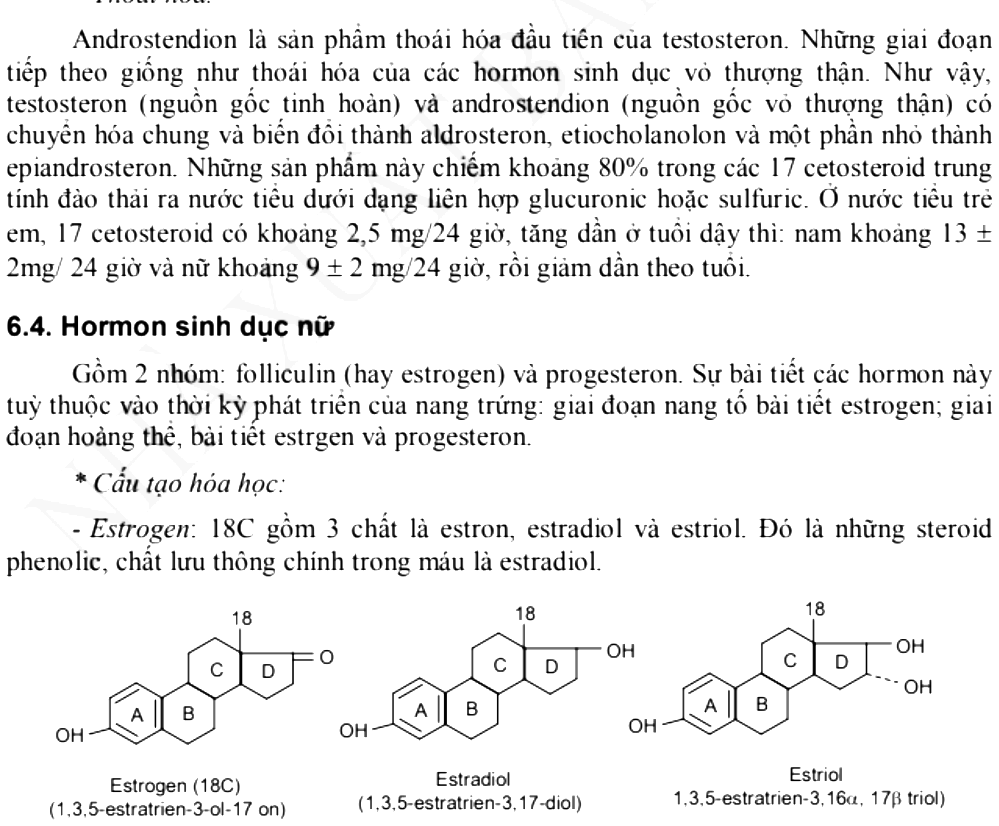 Androstendion là sản phẩm thoái hóa đầu tiên của testosteron. Những giai đoạn
tiếp theo giống như thoái hóa của các hormon sinh dục vỏ thượng thận. Như vậy,
testosteron (nguồn gốc tinh hoàn) và androstendion (nguồn gốc vỏ thượng thận) có
chuyển hóa chung và biến đổi thành aldrosteron, etiocholanolon và một phần nhỏ thành
epiandrosteron. Những sản phẩm này chiếm khoảng 80% trong các 17 cetosteroid trung
tính đào thải ra nước tiểu dưới dạng liên hợp glucuronic hoặc sulfuric. Ở nước tiểu trẻ
em, 17 cetosteroid có khoảng 2,5 mg/24 giờ, tăng dần ở tuổi dậy thì: nam khoảng 13 ±
2mg/ 24 giờ và nữ khoảng 9 ± 2 mg/24 giờ, rồi giảm dần theo tuổi.
6.4. Hormon sinh dục nữ
Gồm 2 nhóm: folliculin (hay estrogen) và progesteron. Sự bài tiết các hormon này
tuỳ thuộc vào thời kỳ phát triển của nang trứng: giai đoạn nang tố bài tiết estrogen; giai
đoạn hoàng thể, bài tiết estrgen và progesteron.
* Cấu tạo hóa học:
- Estrogen: 18C gồm 3 chất là estron, estradiol và estriol. Đó là những steroid
phenolic, chất lưu thông chính trong máu là estradiol.
18
O
C
D
A
B
OH
Estrogen (18C)
(1,3,5-estratrien-3-ol-17 on)
18
OH
C
D
A
B
OH
Estradiol
(1,3,5-estratrien-3,17-diol)
18
OH
C
D
OH
A
B
OH
Estriol
1,3,5-estratrien-3,16α, 17β triol)